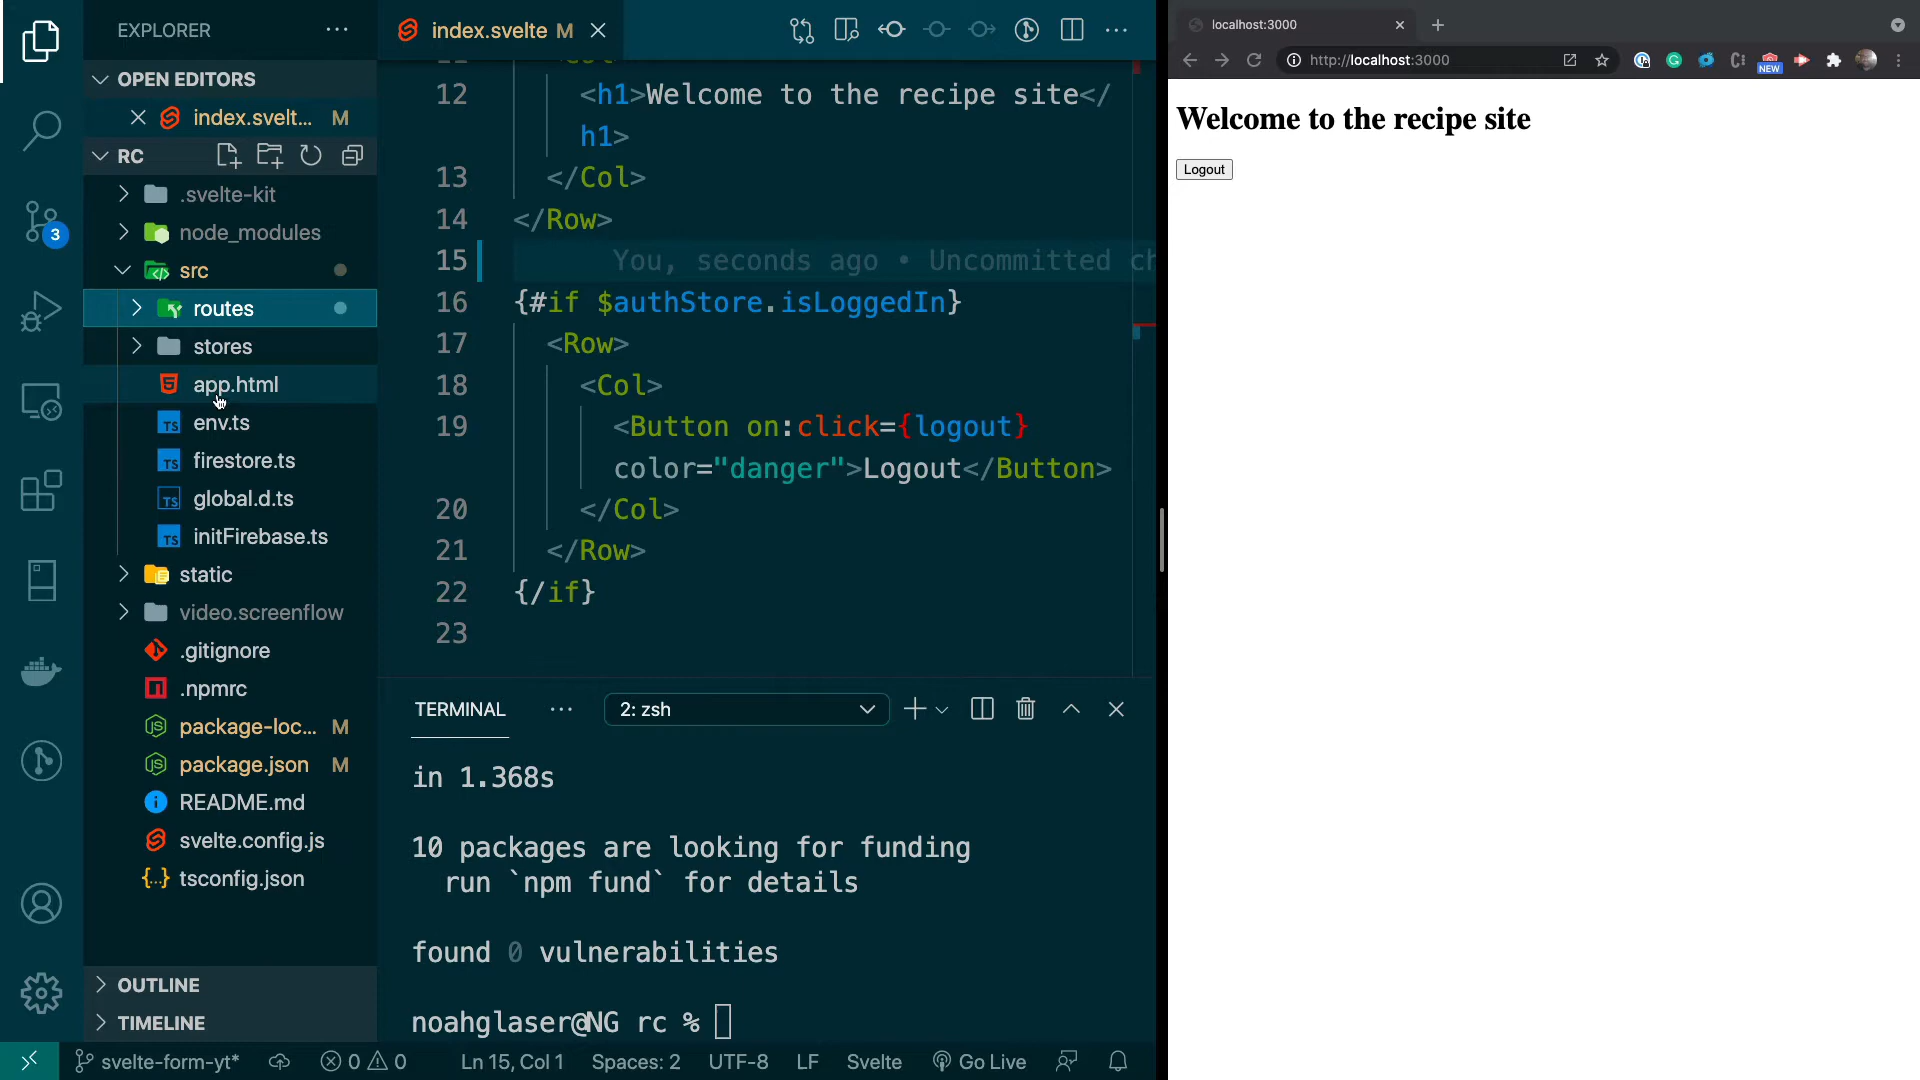 EXPLORER
OPEN EDITORS
index.svelt... M
RC
.svelte-kit
node_modules
src
routes
stores
app.html
env.ts
firestore.ts
global.d.ts
initFirebase.ts
static
video.screenflow
.gitignore
.npmrc
package-loc... M
package.json M
README.md
svelte.config.js
tsconfig.json
OUTLINE
TIMELINE
3
index.svelte M
12 <h1>Welcome to the recipe site</
h1>
13 </Col>
14 </Row>
15 You, seconds ago • Uncommitted ch
16 {#if $authStore.isLoggedIn}
17 <Row>
18 <Col>
19 <Button on:click={logout}
color="danger">Logout</Button>
20 </Col>
21 </Row>
22 {/if}
23
TERMINAL
2: zsh
in 1.368s
10 packages are looking for funding
run `npm fund` for details
found 0 vulnerabilities
noahglaser@NG rc %
svelte-form-yt*
0 0
Ln 15, Col 1
Spaces: 2
UTF-8
LF
Svelte
Go Live
localhost:3000
http://localhost:3000
NEW
Welcome to the recipe site
Logout